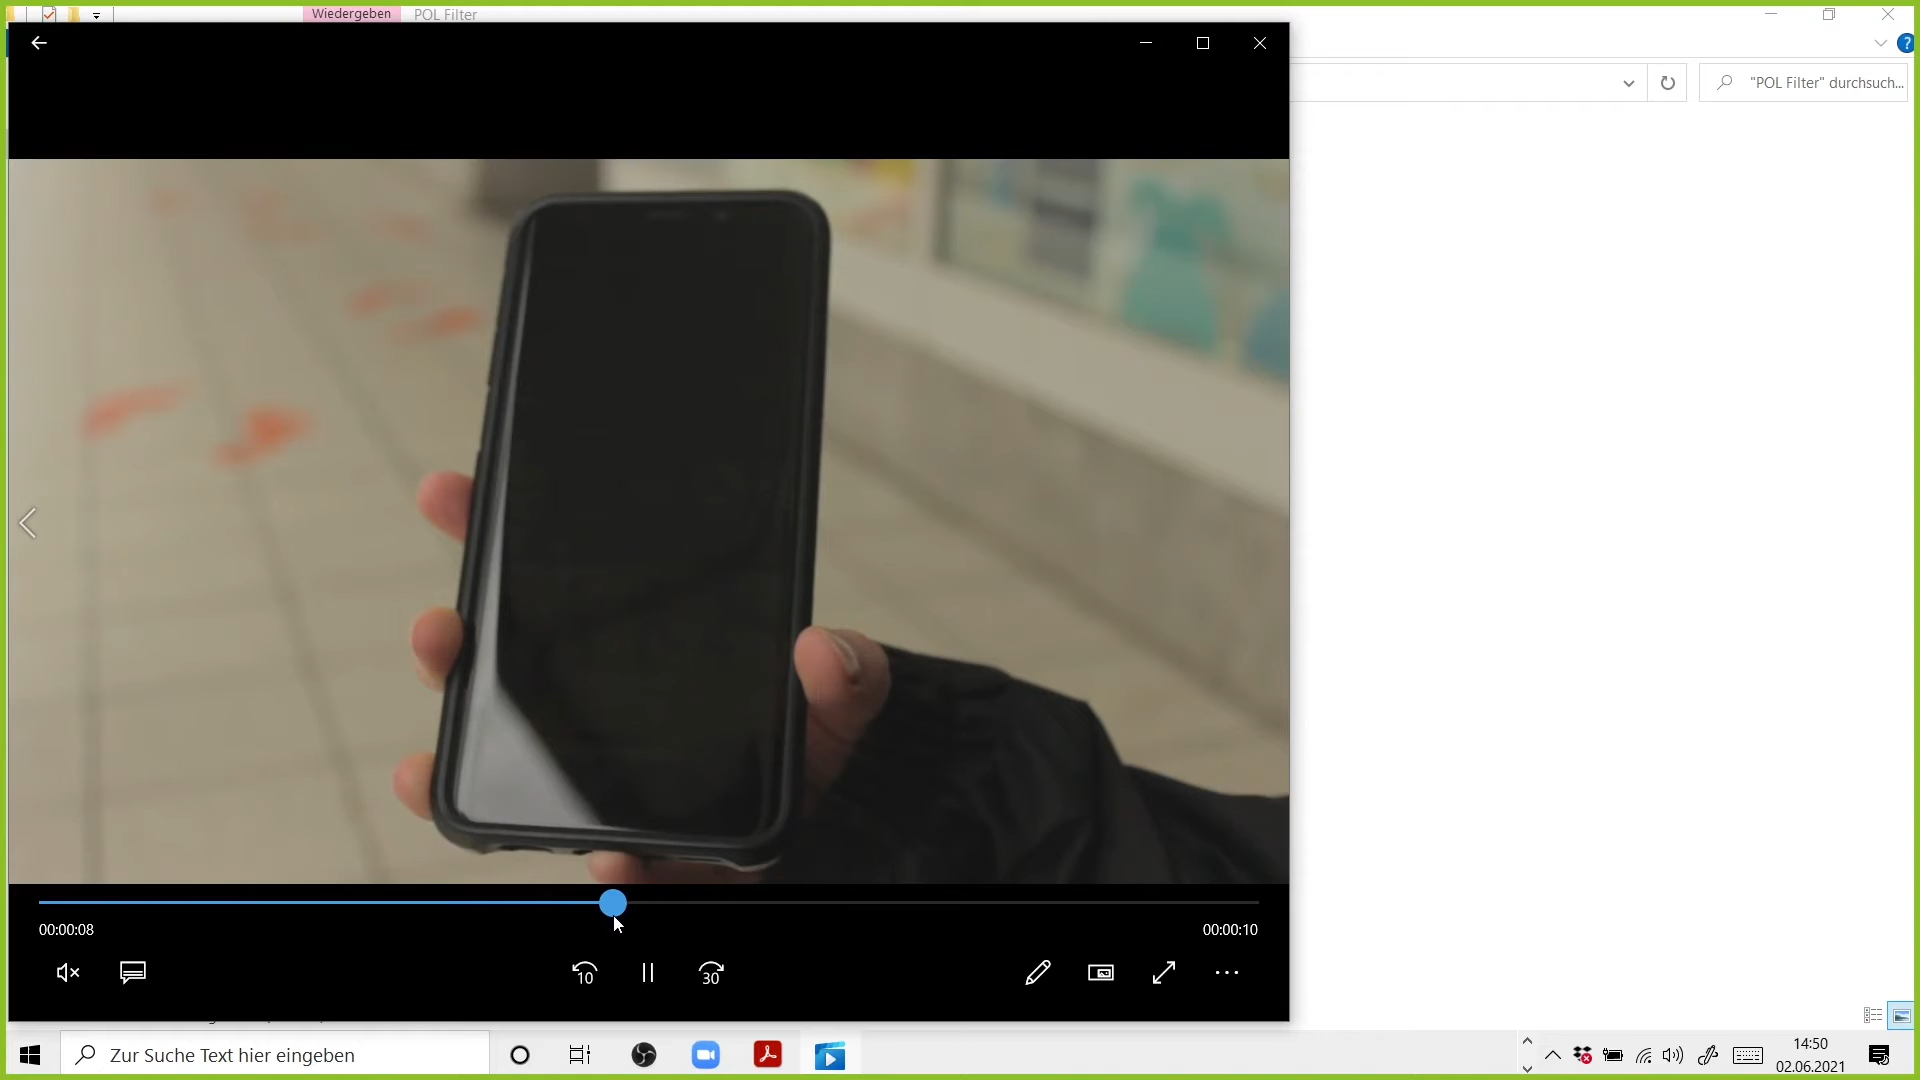 Wiedergeben
POL Filter
"POL Filter" durchsuch...
?
00:00:08
00:00:10
10
30
Zur Suche Text hier eingeben
14:50
02.06.2021